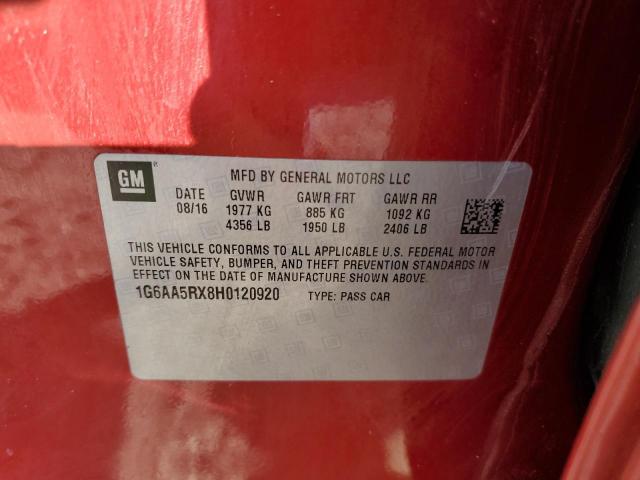 GM ® MFD BY GENERAL MOTORS LLC
DATE GVWR GAWR FRT GAWR RR
08/16 1977 KG 885 KG 1092 KG
4356 LB 1950 LB 2406 LB
THIS VEHICLE CONFORMS TO ALL APPLICABLE U.S. FEDERAL MOTOR
VEHICLE SAFETY, BUMPER, AND THEFT PREVENTION STANDARDS IN
EFFECT ON THE DATE OF MANUFACTURE SHOWN ABOVE.
1G6AA5RX8H0120920 TYPE: PASS CAR